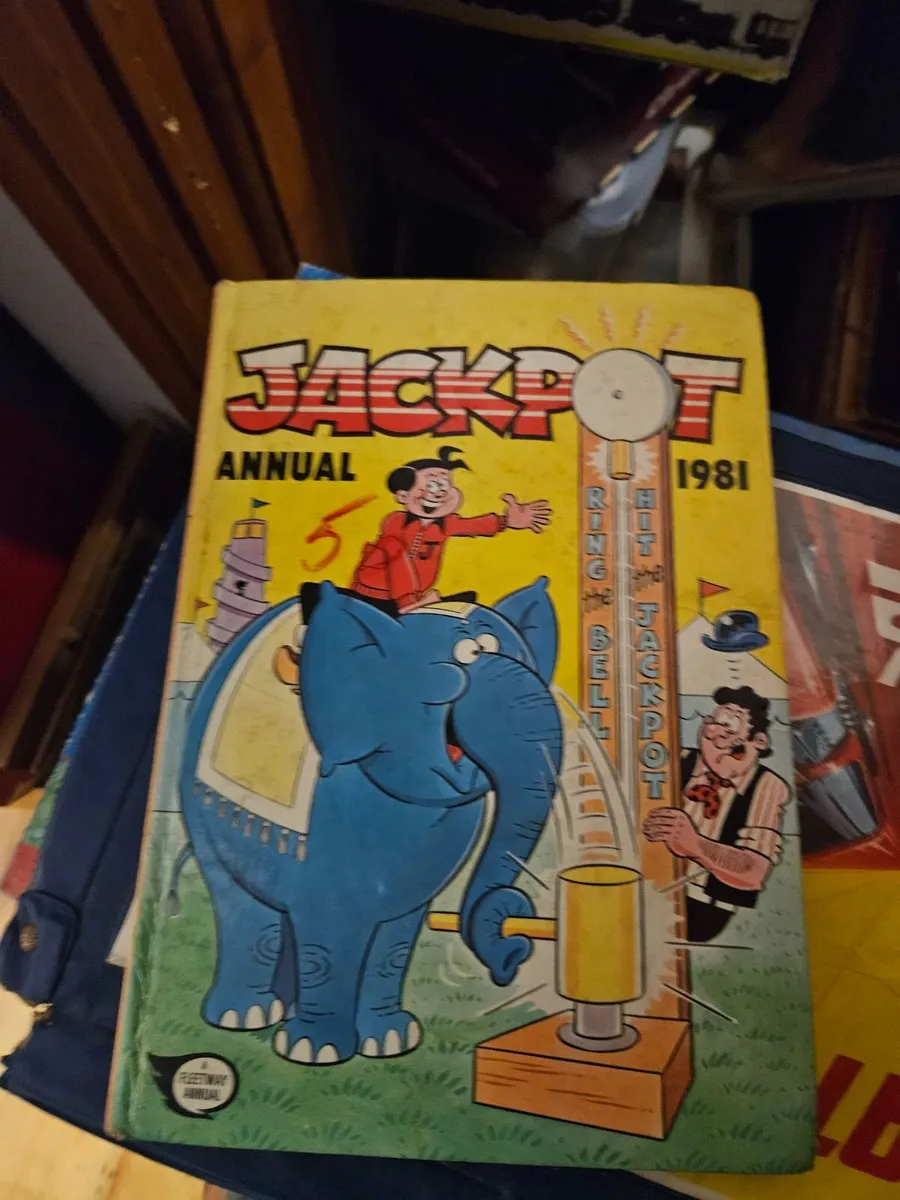 JACKPOT
ANNUAL
1981
5
RING the BELL
HIT the JACKPOT
J
A
FLEETWAY
ANNUAL